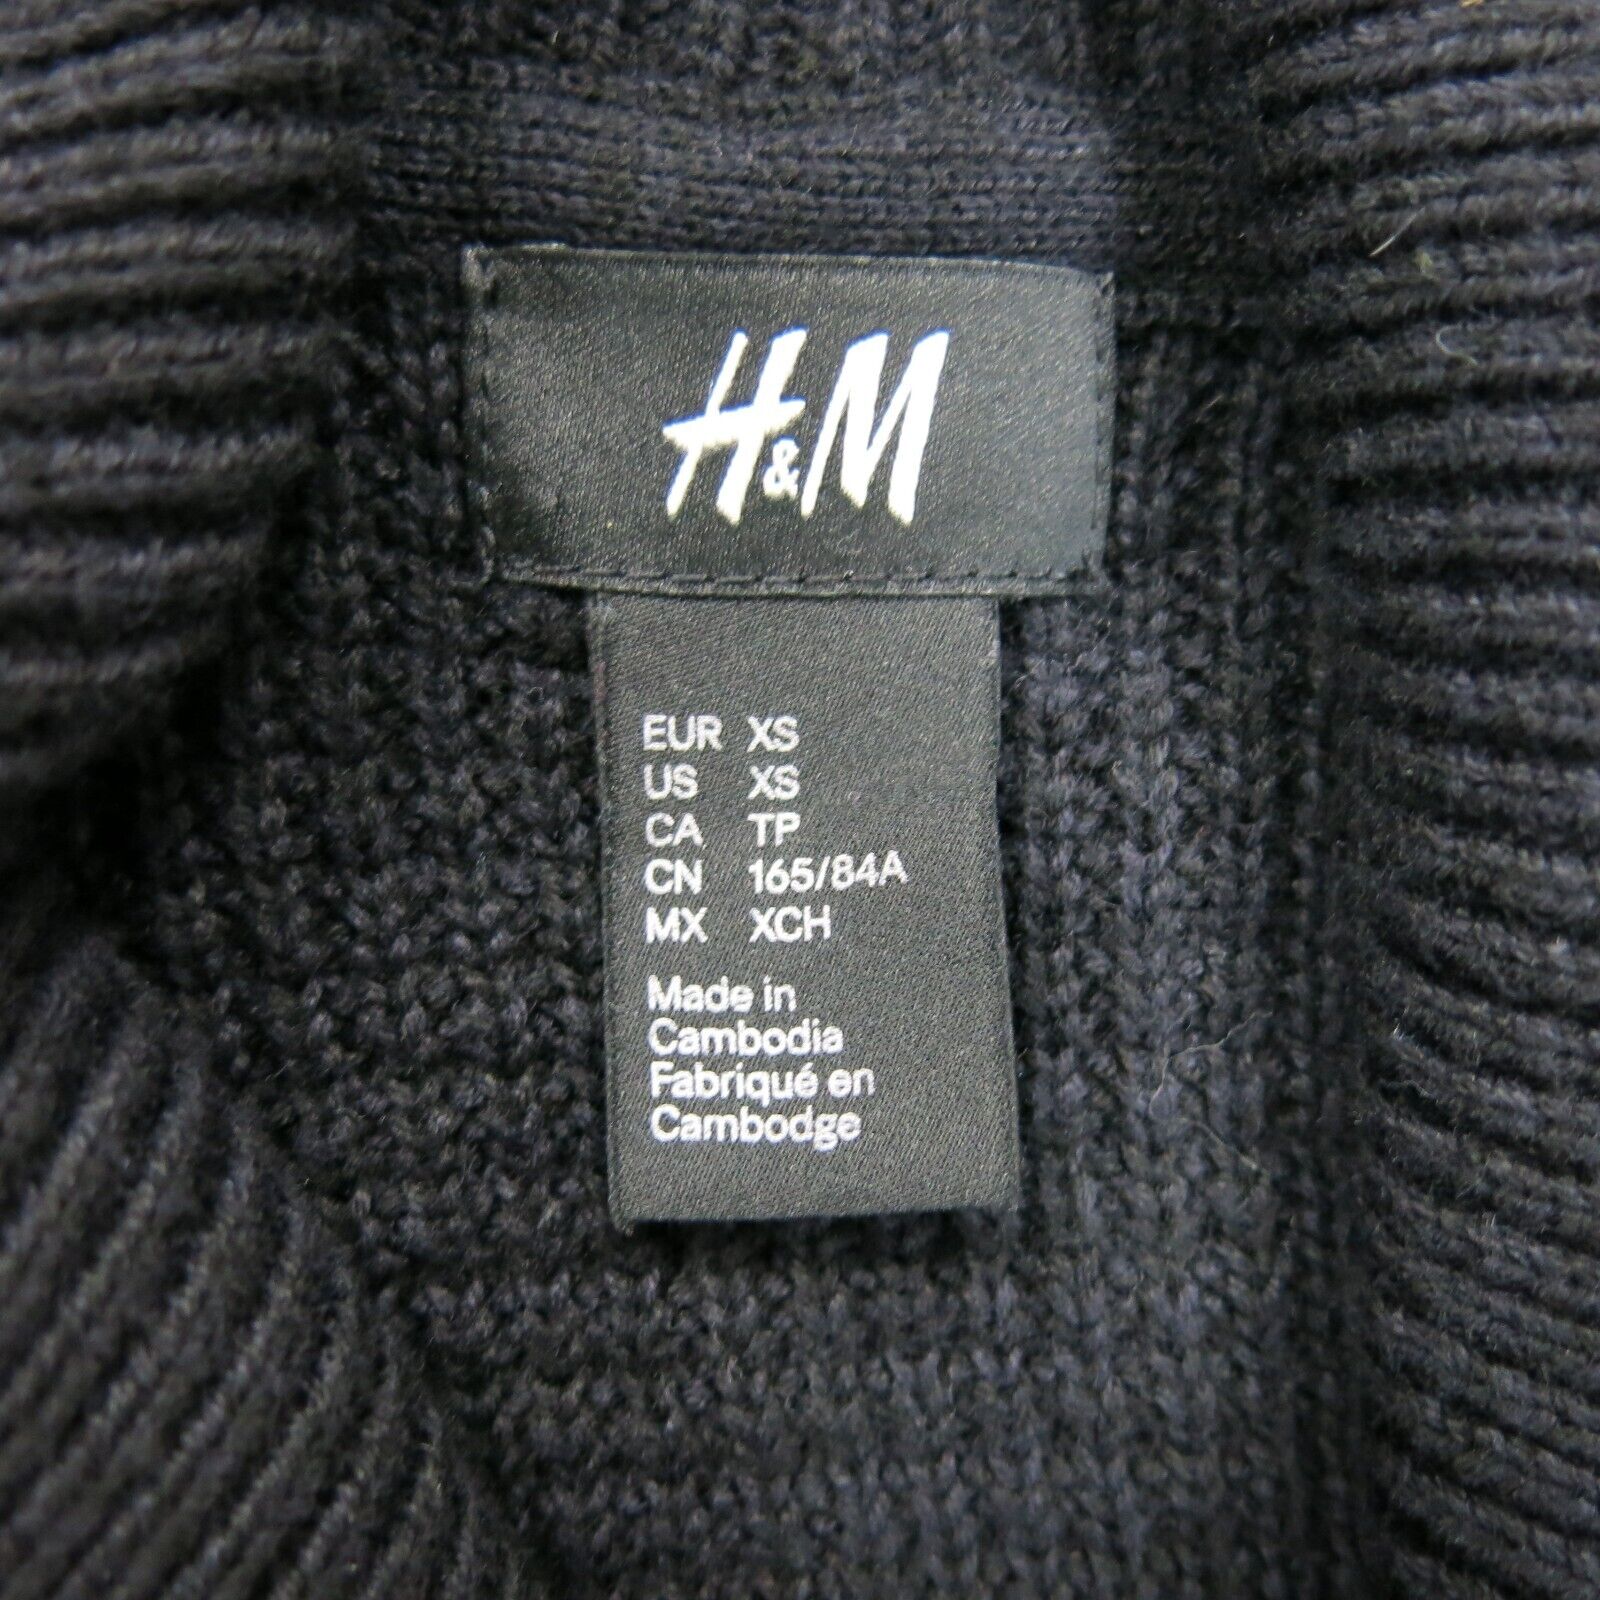 H&M
EUR XS
US XS
CA TP
CN 165/84A
MX XCH
Made in
Cambodia
Fabriqué en
Cambodge